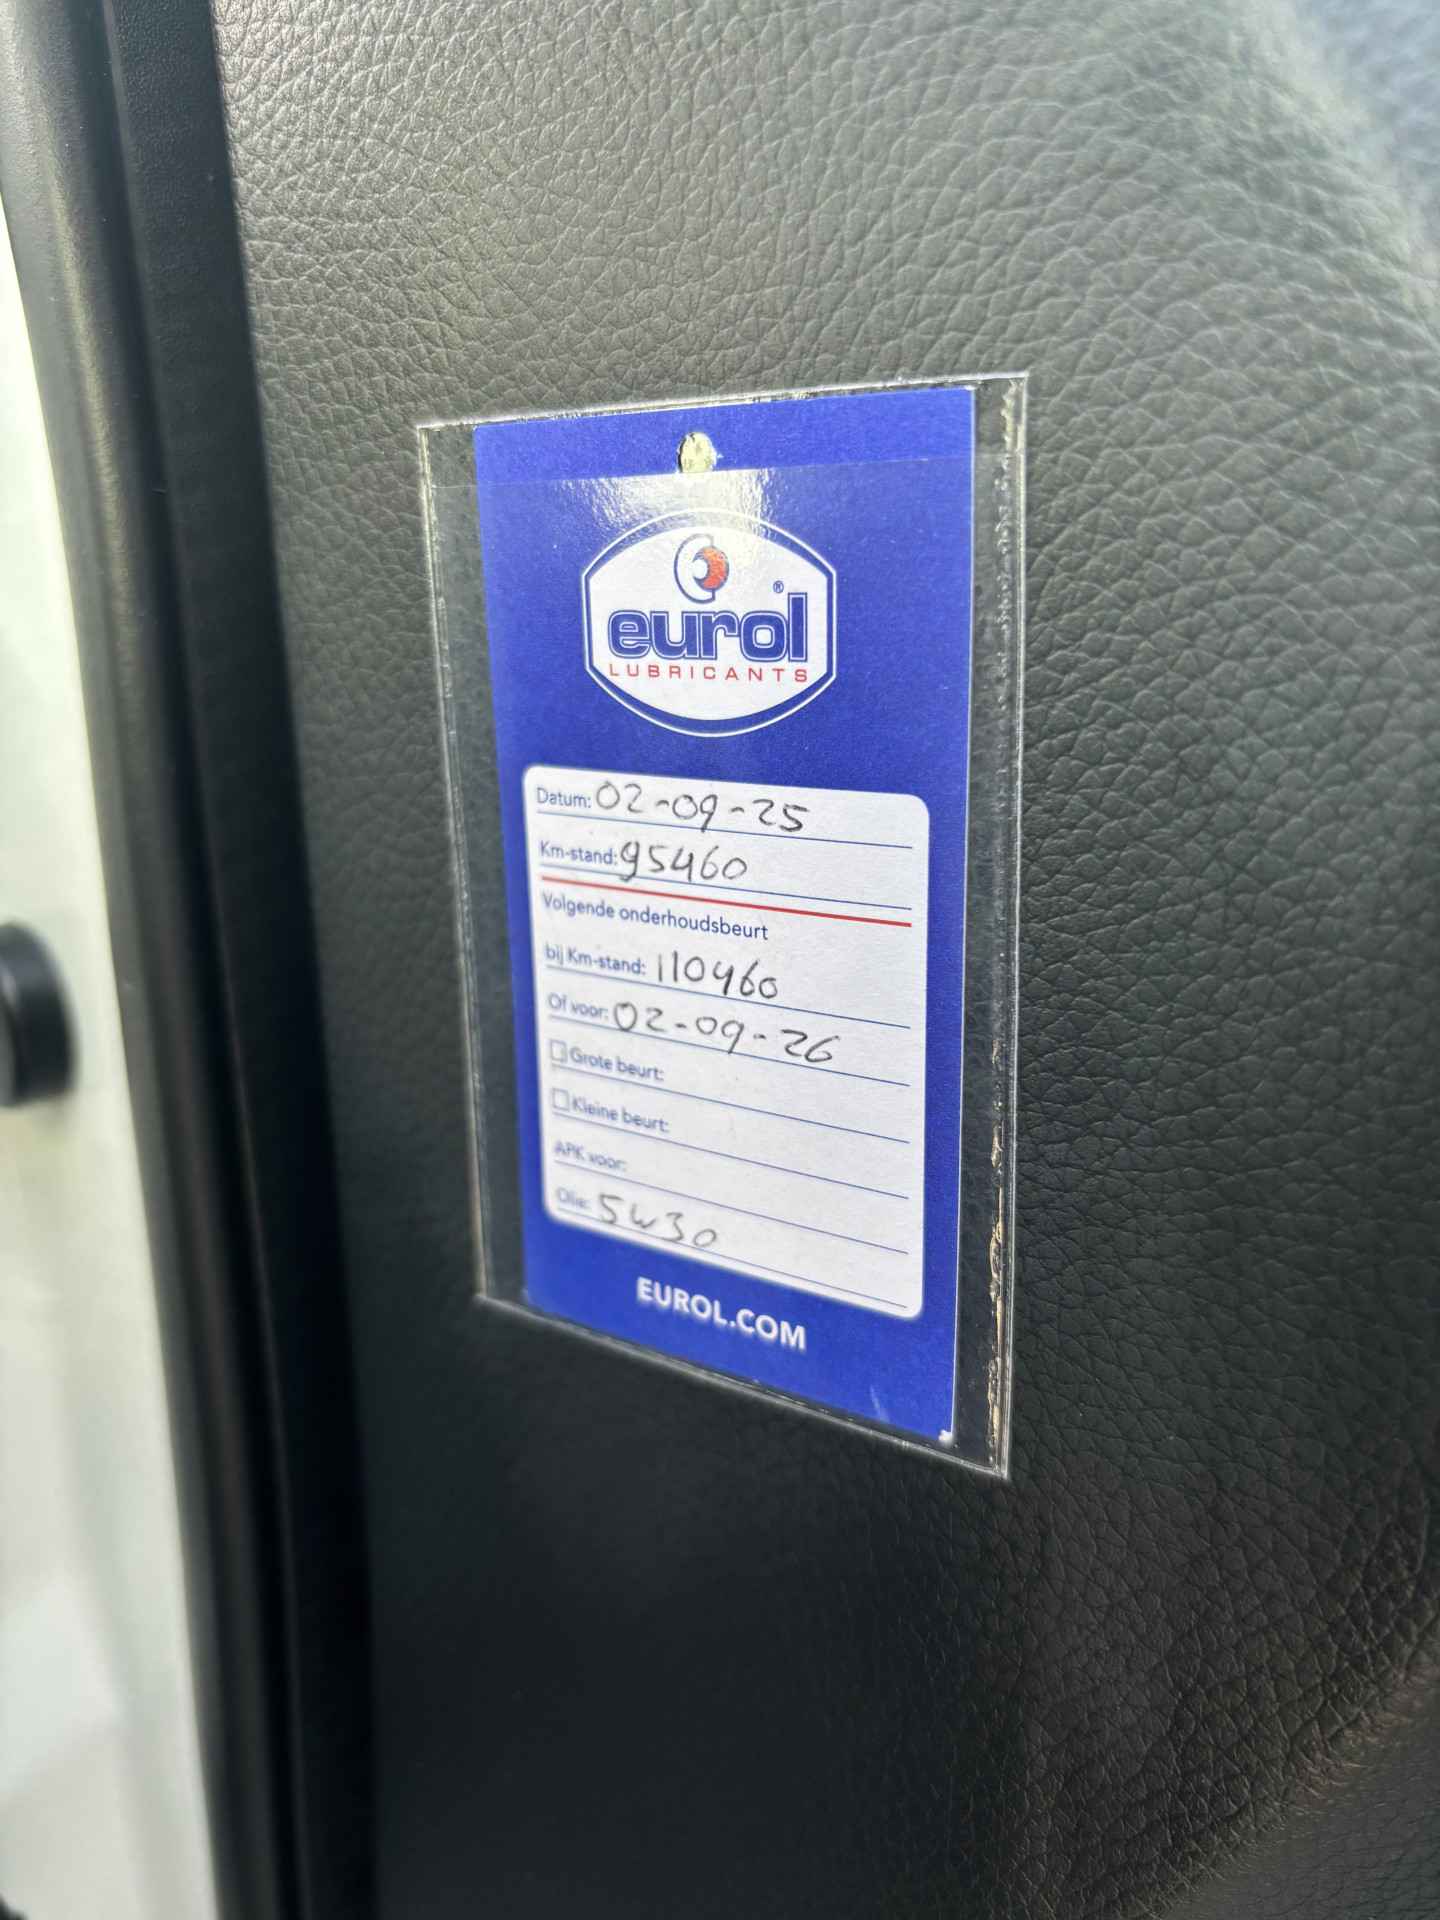 eurol®
LUBRICANTS
Datum: 02-09-25
Km-stand: 95460
Volgende onderhoudsbeurt
bij Km-stand: 110460
Of voor: 02-09-26
Grote beurt:
Kleine beurt:
APK voor:
Olie: 5w30
EUROL.COM